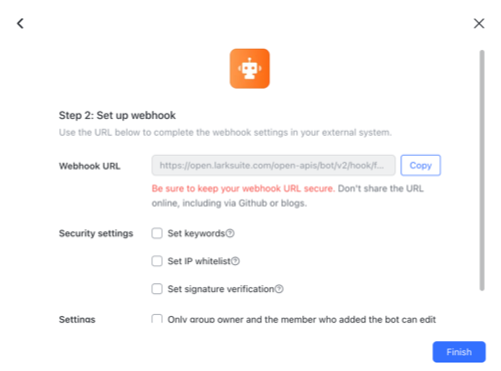 Step 2: Set up webhook
Use the URL below to complete the webhook settings in your external system.
Webhook URL
https://open.larksuite.com/open-apis/bot/v2/hook/f...
Copy
Be sure to keep your webhook URL secure. Don't share the URL
online, including via Github or blogs.
Security settings
Set keywords
Set IP whitelist
Set signature verification
Settings
Only group owner and the member who added the bot can edit
Finish